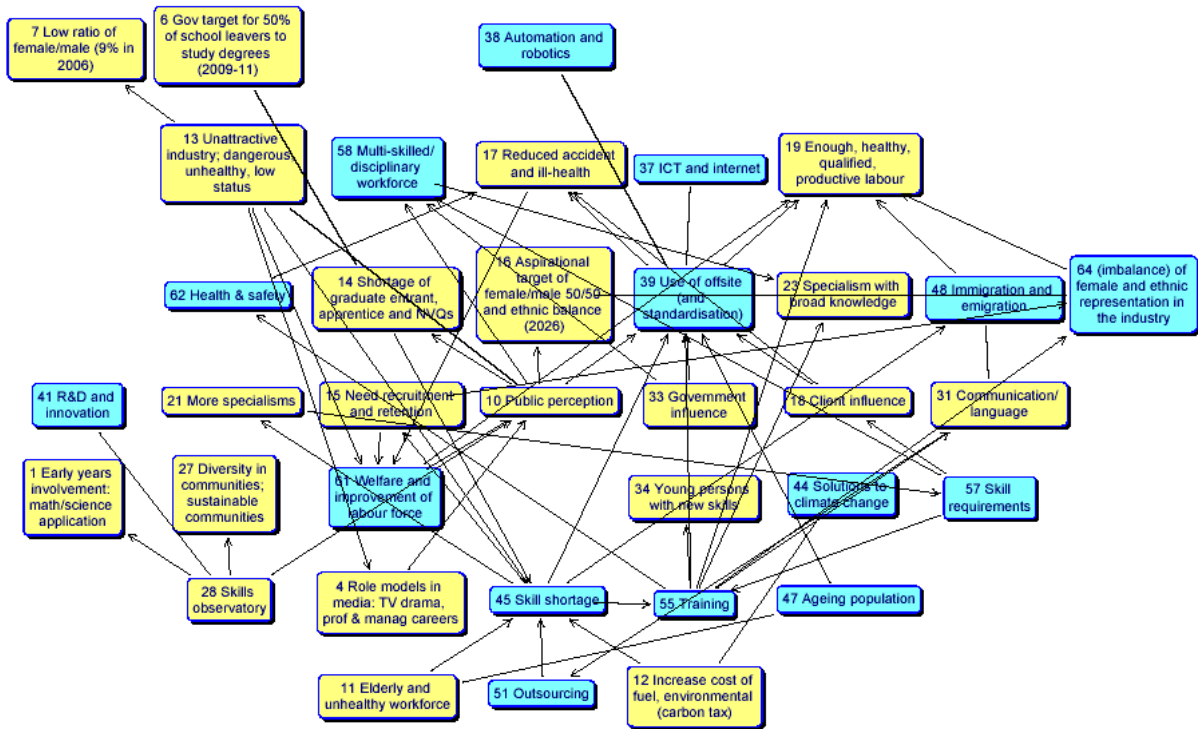 7 Low ratio of
female/male (9% in
2006)
6 Gov target for 50%
of school leavers to
study degrees
(2009-11)
38 Automation and
robotics
13 Unattractive
industry; dangerous
unhealthy, low
status
58 Multi-skilled/
disciplinary
workforce
17 Reduced accident
and ill-health
37 ICT and internet
19 Enough, healthy,
qualified,
productive labour
62 Health & safety
14 Shortage of
graduate entrant,
apprentice and NVQs
16 Aspirational
target of
female/male 50/50
and ethnic balance
(2026)
39 Use of offsite
(and
standardisation)
23 Specialism with
broad knowledge
48 Immigration and
emigration
64 (imbalance) of
female and ethnic
representation in
the industry
41 R&D and
innovation
21 More specialisms
15 Need recruitment
and retention
10 Public perception
33 Government
influence
18 Client influence
31 Communication/
language
1 Early years
involvement:
math/science
application
27 Diversity in
communities;
sustainable
communities
61 Welfare and
improvement of
labour force
34 Young persons
with new skills
44 Solutions to
climate change
57 Skill
requirements
28 Skills
observatory
4 Role models in
media: TV drama,
prof & manag careers
45 Skill shortage
55 Training
47 Ageing population
11 Elderly and
unhealthy workforce
51 Outsourcing
12 Increase cost of
fuel, environmental
(carbon tax)